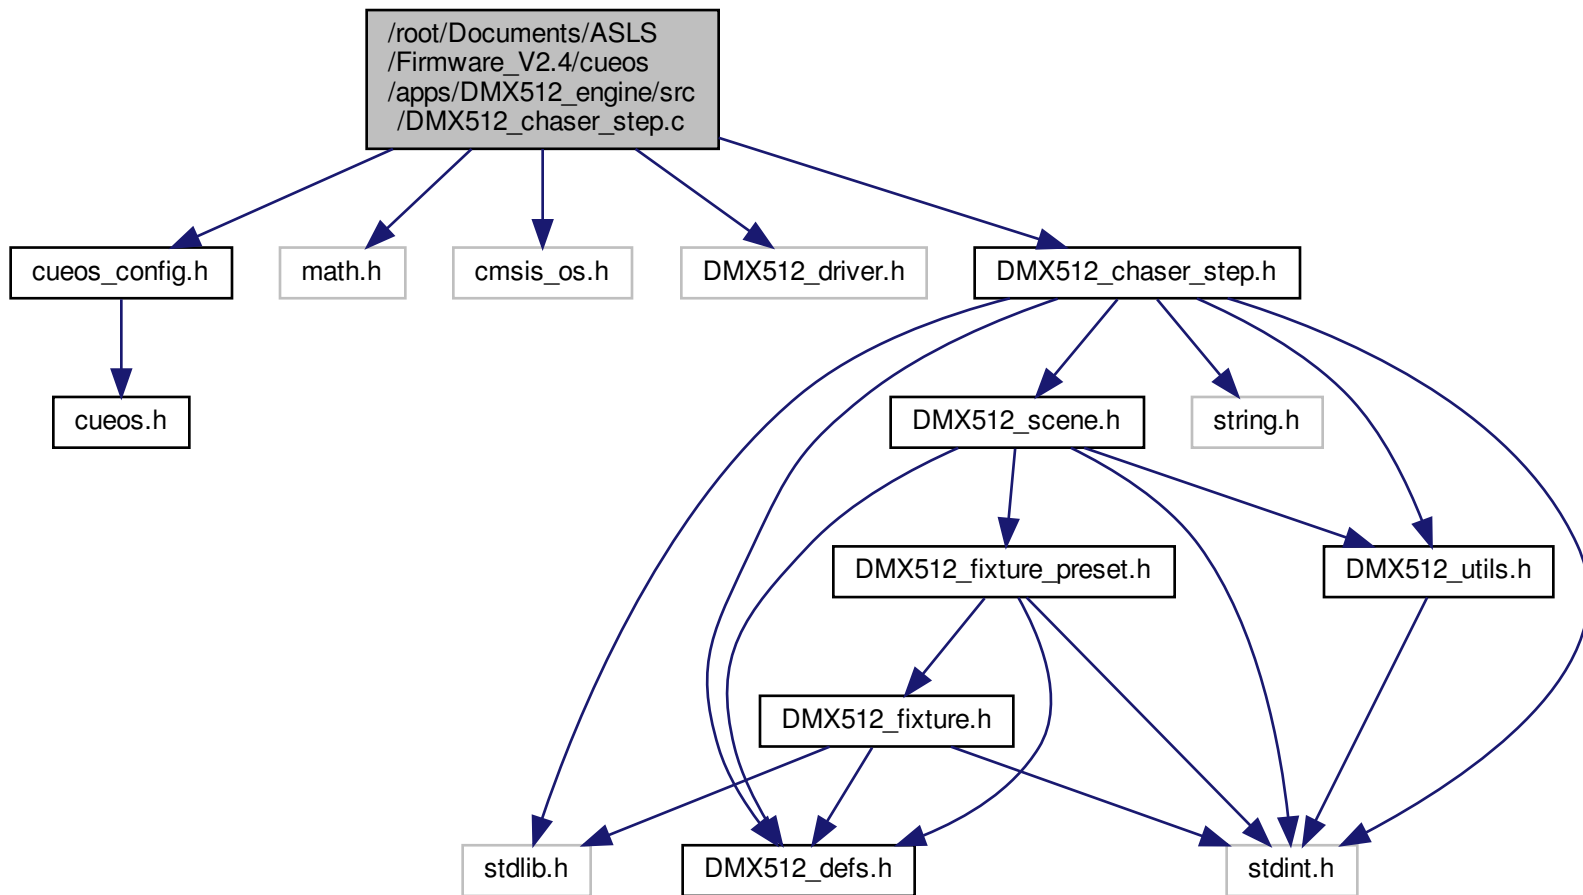 /root/Documents/ASLS
/Firmware_V2.4/cueos
/apps/DMX512_engine/src
/DMX512_chaser_step.c
cueos_config.h
math.h
cmsis_os.h
DMX512_driver.h
DMX512_chaser_step.h
cueos.h
DMX512_scene.h
string.h
DMX512_fixture_preset.h
DMX512_utils.h
DMX512_fixture.h
stdlib.h
DMX512_defs.h
stdint.h